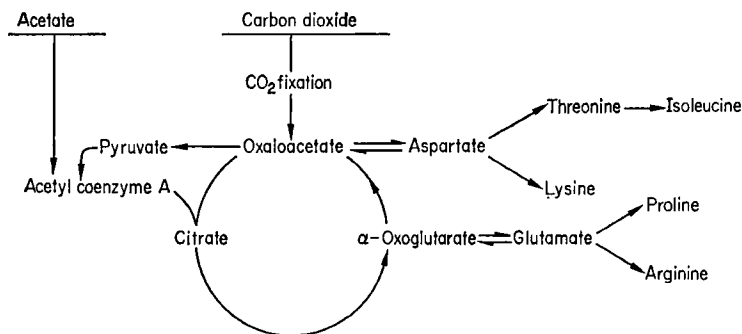 Acetate
Carbon dioxide
CO2 fixation
Threonine
Isoleucine
Pyruvate
Oxaloacetate
Aspartate
Acetyl coenzyme A
Lysine
Proline
Citrate
α-Oxoglutarate
Glutamate
Arginine